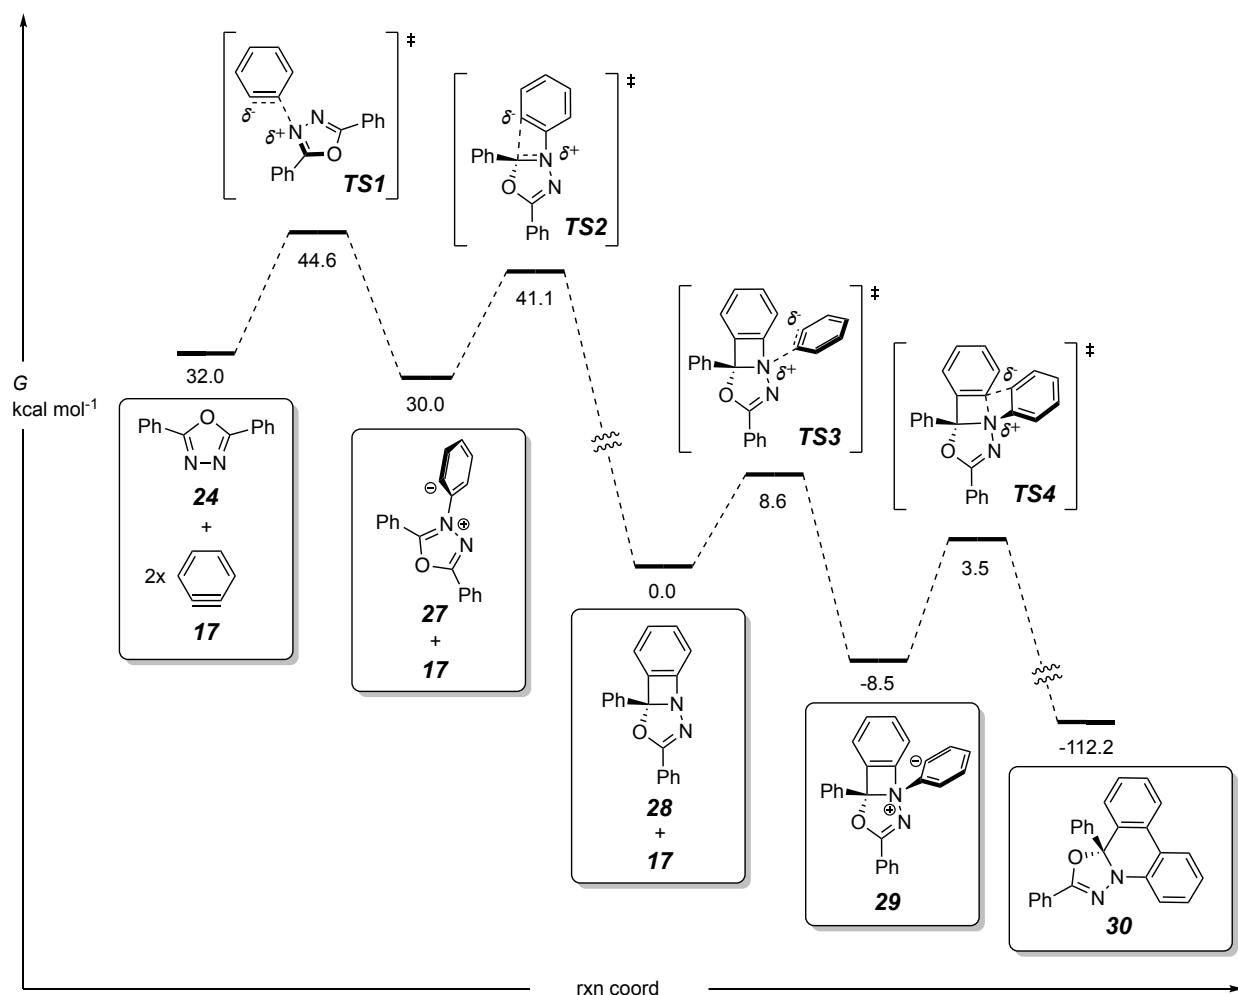 ‡
‡
δ-
δ+
N
N
O
Ph
Ph
TS1
δ-
δ+
Ph
N
O
N
Ph
TS2
44.6
41.1
32.0
30.0
G
kcal mol-1
‡
δ-
Ph
N
δ+
O
N
Ph
TS3
‡
δ-
Ph
N
δ+
O
N
Ph
TS4
8.6
3.5
0.0
-8.5
-112.2
Ph
O
Ph
N
N
24
+
2x
17
⊖
Ph
N
⊕
N
O
Ph
27
+
17
Ph
N
O
N
Ph
28
+
17
⊖
Ph
N
⊕
O
N
Ph
29
Ph
O
N
Ph
N
30
rxn coord